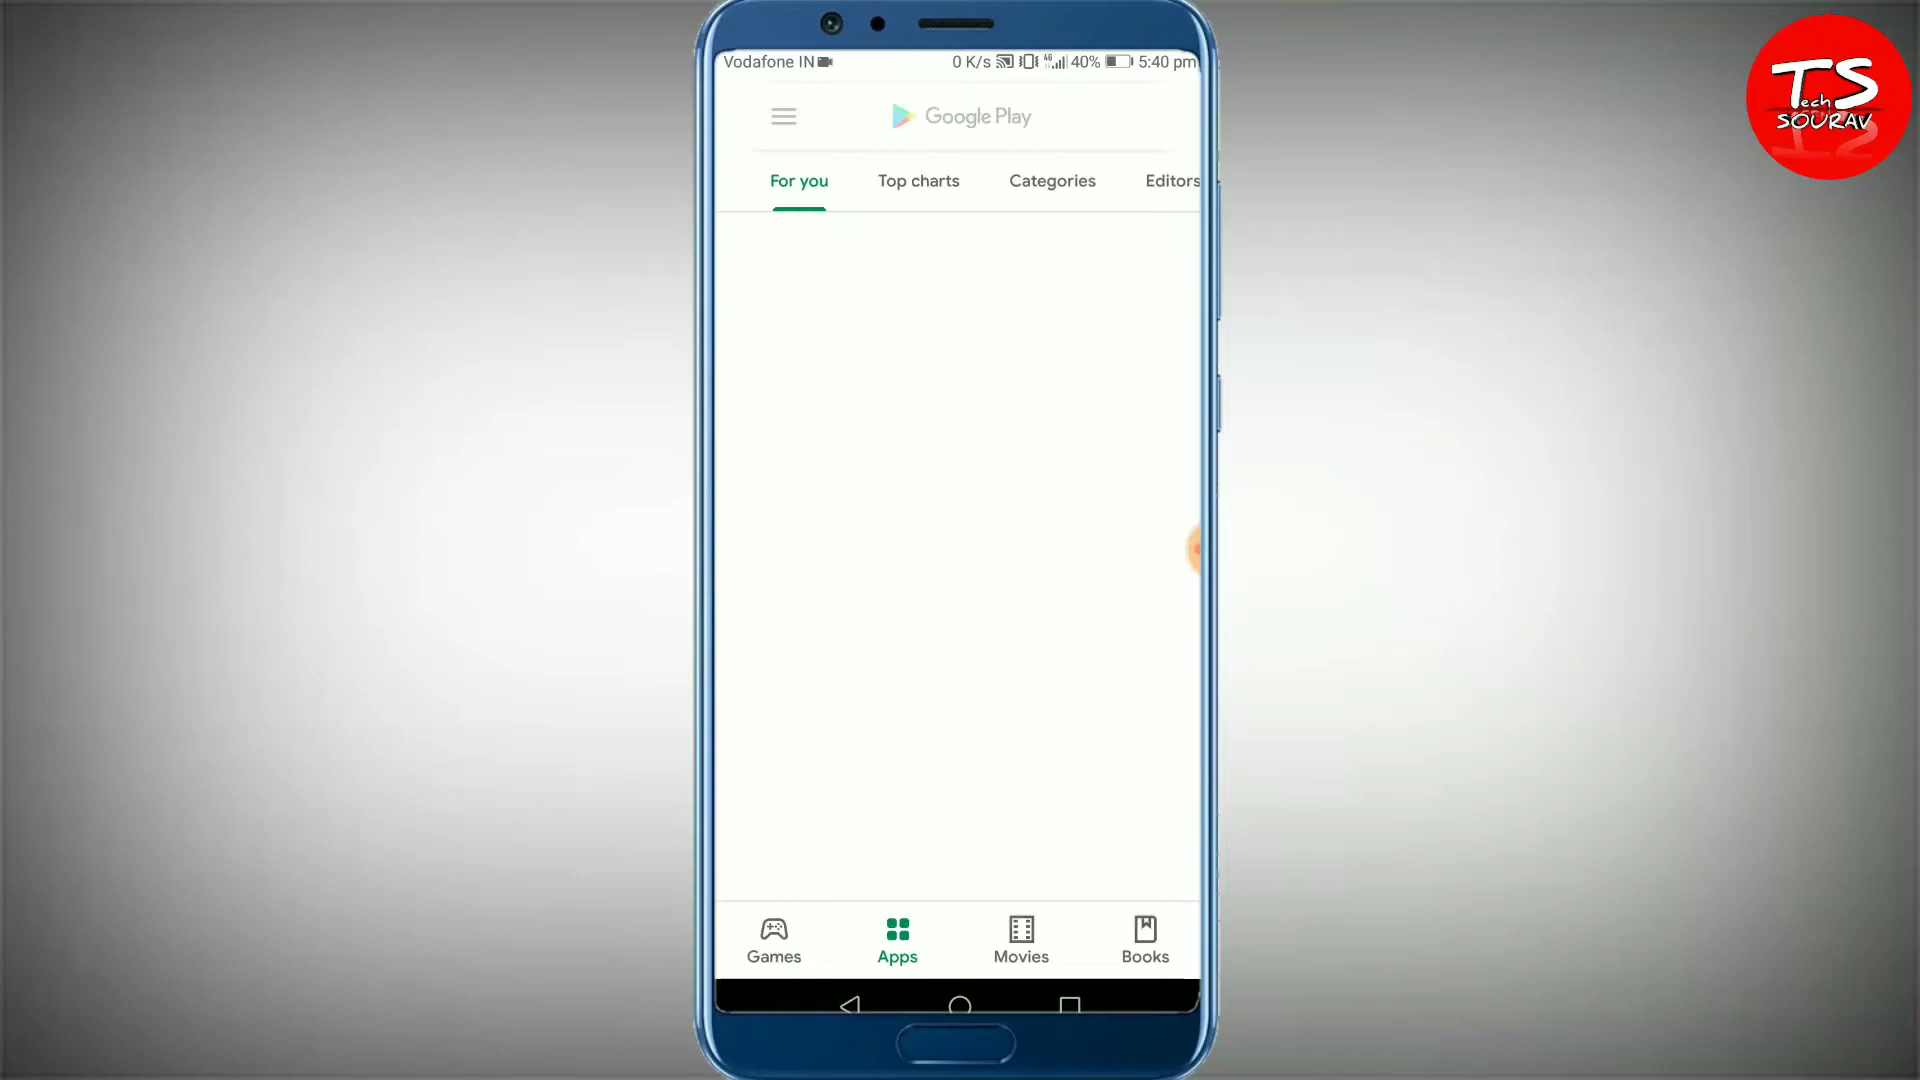 Vodafone IN 0 K/s 4G 40% 5:40 pm
Google Play
For you Top charts Categories Editors
Games Apps Movies Books
TS
ech
SOURAV